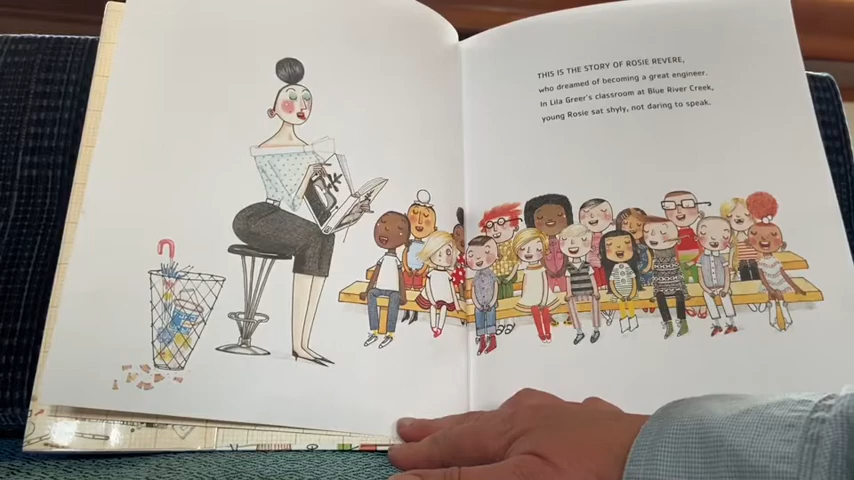 THIS IS THE STORY OF ROSIE REVERE,
who dreamed of becoming a great engineer.
In Lila Greer's classroom at Blue River Creek,
young Rosie sat shyly, not daring to speak.